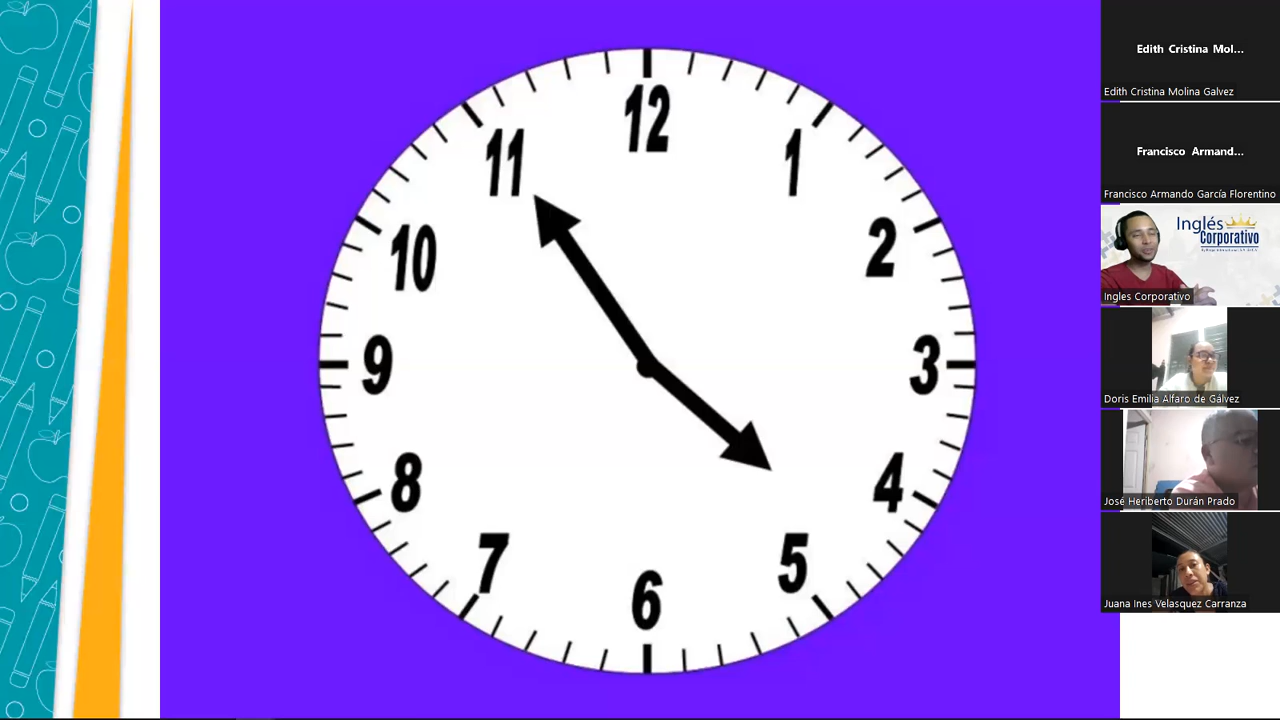 12
11
1
10
2
9
3
8
4
7
5
6
Edith Cristina Mol...
Edith Cristina Molina Galvez
Francisco Armand...
Francisco Armando García Florentino
Inglés
Corporativo
Ingles Corporativo
Doris Emilia Alfaro de Gálvez
José Heriberto Durán Prado
Juana Ines Velasquez Carranza